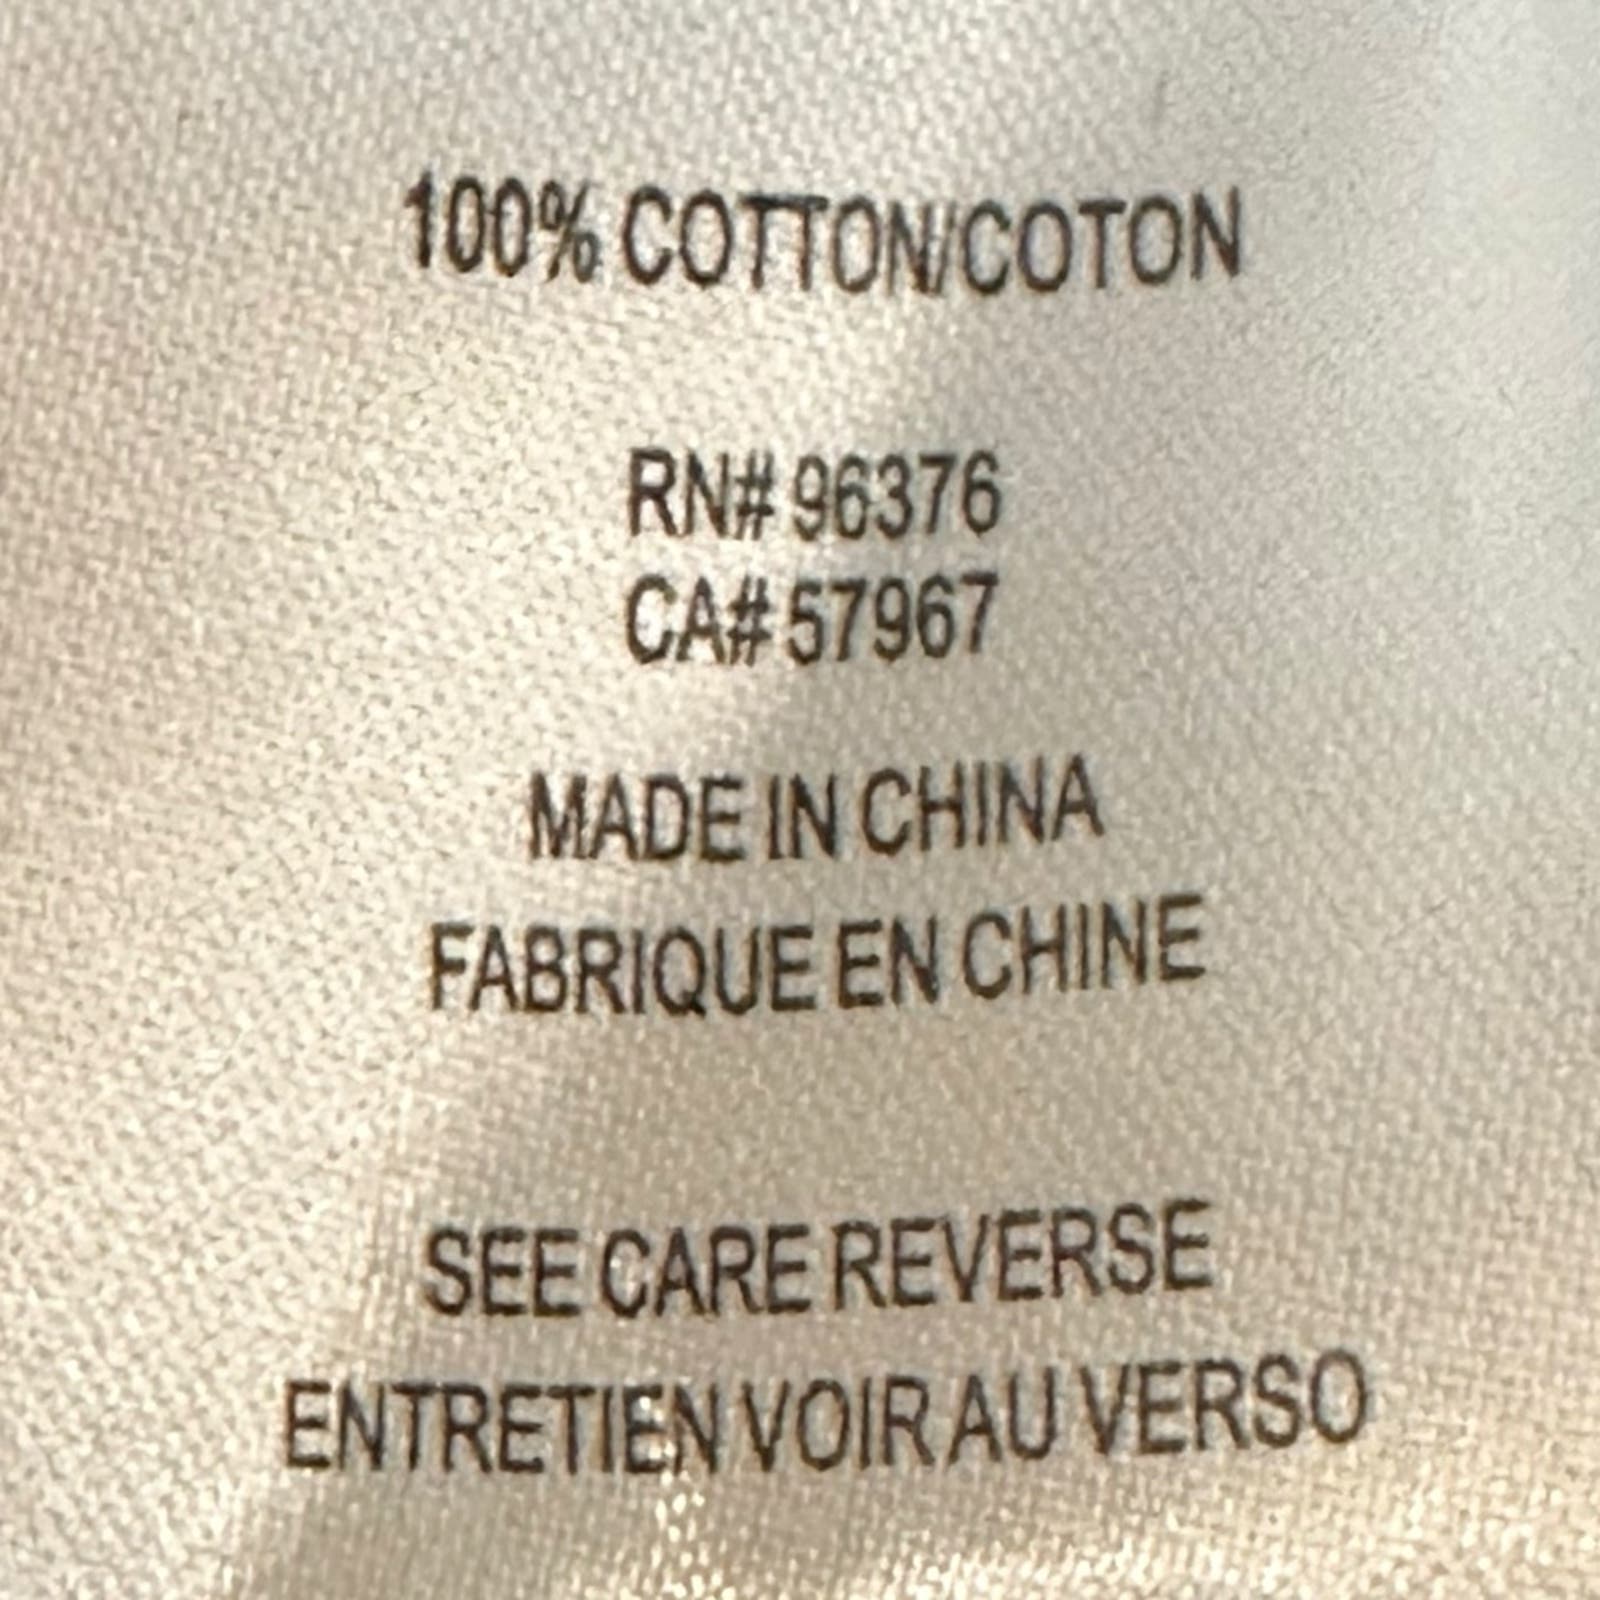 100% COTTON/COTON
RN# 96376
CA# 57967
MADE IN CHINA
FABRIQUE EN CHINE
SEE CARE REVERSE
ENTRETIEN VOIR AU VERSO